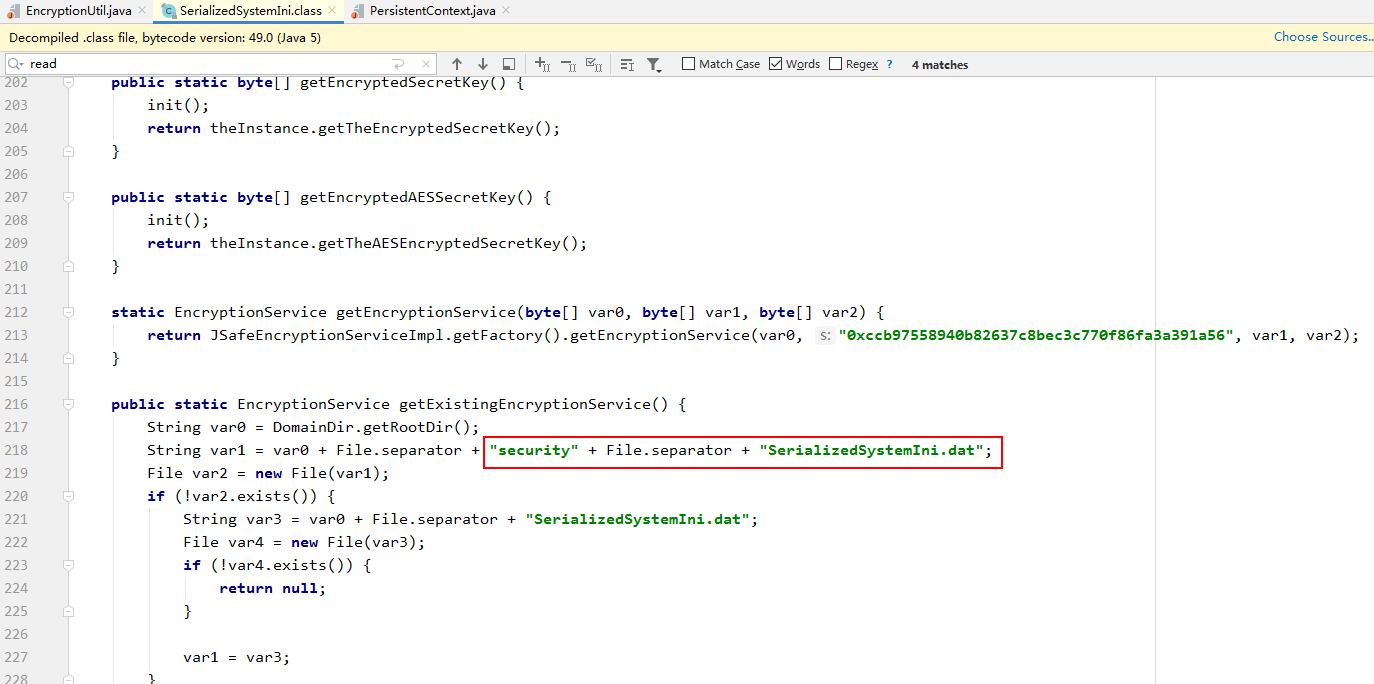 EncryptionUtil.java × SerializedSystemIni.class × PersistentContext.java ×
Decompiled .class file, bytecode version: 49.0 (Java 5) Choose Sources..
read Match Case Words Regex ? 4 matches
202 public static byte[] getEncryptedSecretKey() {
203 init();
204 return theInstance.getTheEncryptedSecretKey();
205 }
206
207 public static byte[] getEncryptedAESSecretKey() {
208 init();
209 return theInstance.getTheAESEncryptedSecretKey();
210 }
211
212 static EncryptionService getEncryptionService(byte[] var0, byte[] var1, byte[] var2) {
213 return JSafeEncryptionServiceImpl.getFactory().getEncryptionService(var0, s: "0xccb97558940b82637c8bec3c770f86fa3a391a56", var1, var2);
214 }
215
216 public static EncryptionService getExistingEncryptionService() {
217 String var0 = DomainDir.getRootDir();
218 String var1 = var0 + File.separator + "security" + File.separator + "SerializedSystemIni.dat";
219 File var2 = new File(var1);
220 if (!var2.exists()) {
221 String var3 = var0 + File.separator + "SerializedSystemIni.dat";
222 File var4 = new File(var3);
223 if (!var4.exists()) {
224 return null;
225 }
226
227 var1 = var3;
228 }